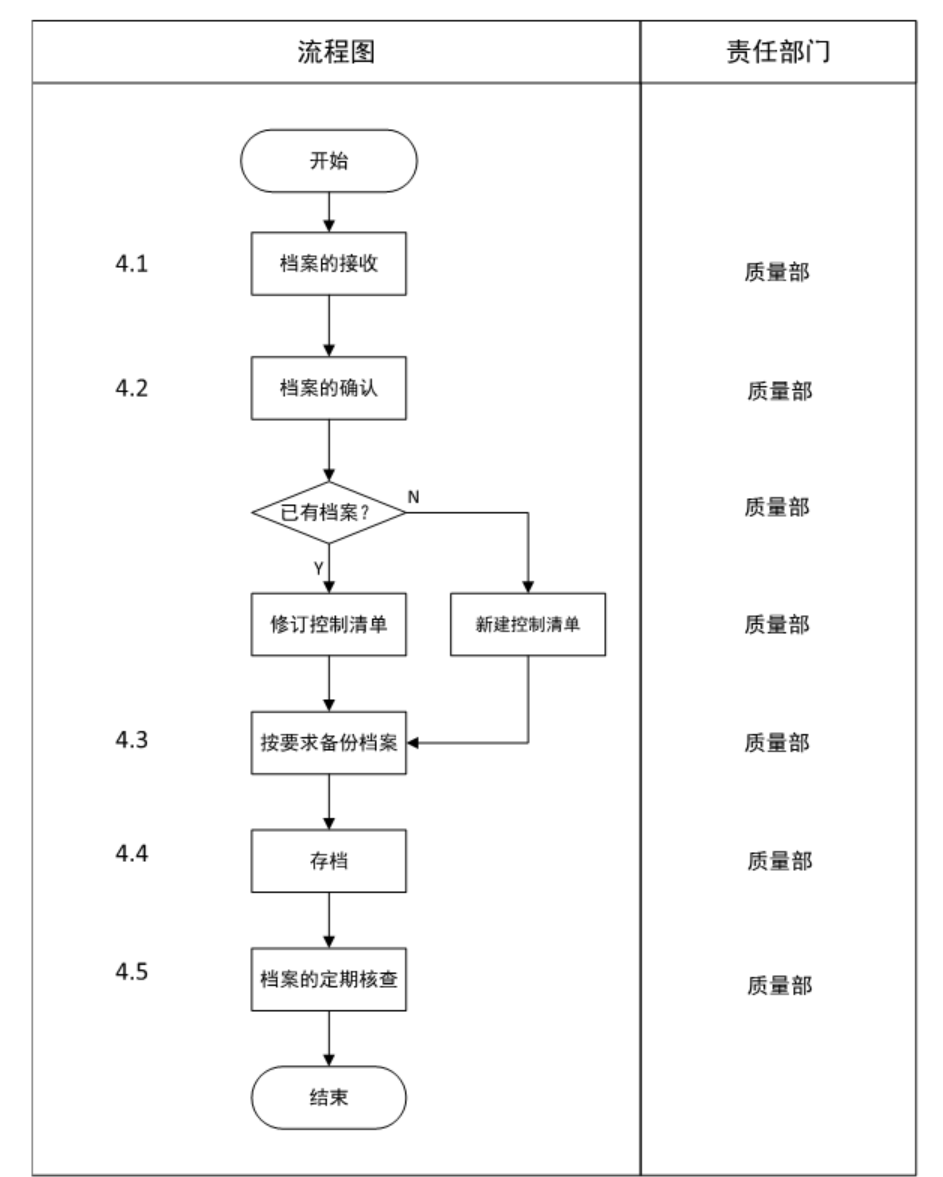 流程图 责任部门
开始
4.1 档案的接收 质量部
4.2 档案的确认 质量部
已有档案？ N 质量部
Y
修订控制清单 新建控制清单 质量部
4.3 按要求备份档案 质量部
4.4 存档 质量部
4.5 档案的定期核查 质量部
结束